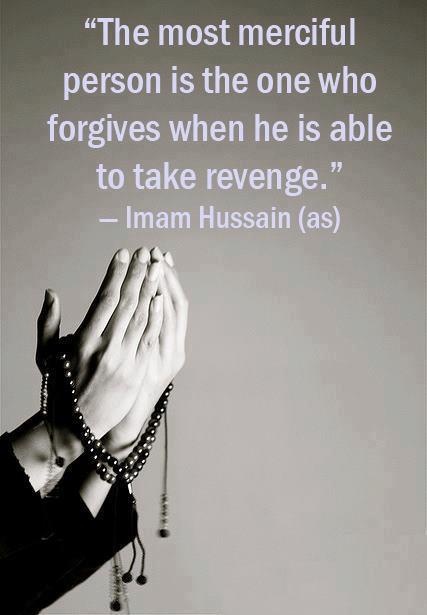 “The most merciful
person is the one who
forgives when he is able
to take revenge.”
– Imam Hussain (as)